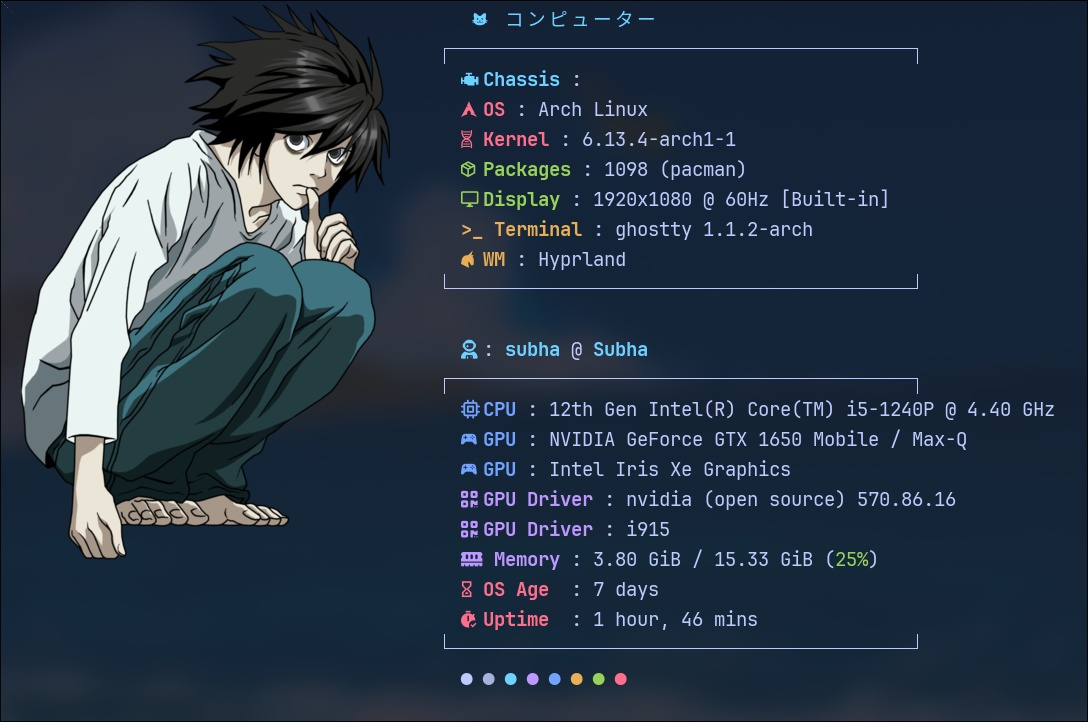 コンピューター
Chassis :
OS : Arch Linux
Kernel : 6.13.4-arch1-1
Packages : 1098 (pacman)
Display : 1920x1080 @ 60Hz [Built-in]
>_ Terminal : ghostty 1.1.2-arch
WM : Hyprland
: subha @ Subha
CPU : 12th Gen Intel(R) Core(TM) i5-1240P @ 4.40 GHz
GPU : NVIDIA GeForce GTX 1650 Mobile / Max-Q
GPU : Intel Iris Xe Graphics
GPU Driver : nvidia (open source) 570.86.16
GPU Driver : i915
Memory : 3.80 GiB / 15.33 GiB (25%)
OS Age : 7 days
Uptime : 1 hour, 46 mins